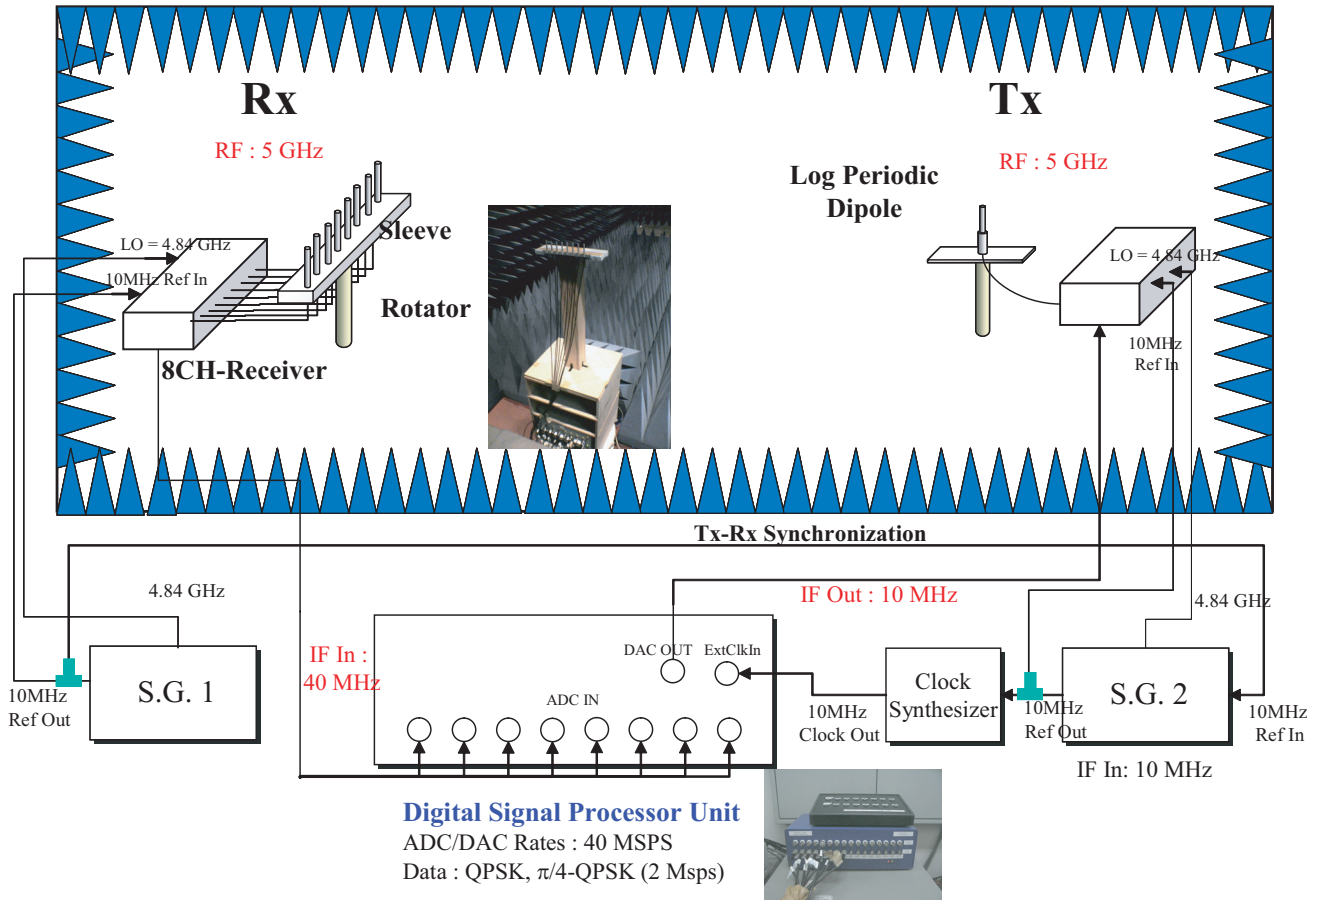 Rx
Tx
RF : 5 GHz
RF : 5 GHz
Log Periodic
Dipole
Sleeve
LO = 4.84 GHz
LO = 4.84 GHz
10MHz Ref In
Rotator
10MHz
Ref In
8CH-Receiver
Tx-Rx Synchronization
4.84 GHz
IF Out : 10 MHz
4.84 GHz
IF In :
40 MHz
DAC OUT
ExtClkIn
S.G. 1
Clock
Synthesizer
S.G. 2
10MHz
Ref Out
ADC IN
10MHz
Clock Out
10MHz
Ref Out
10MHz
Ref In
IF In: 10 MHz
Digital Signal Processor Unit
ADC/DAC Rates : 40 MSPS
Data : QPSK, π/4-QPSK (2 Msps)